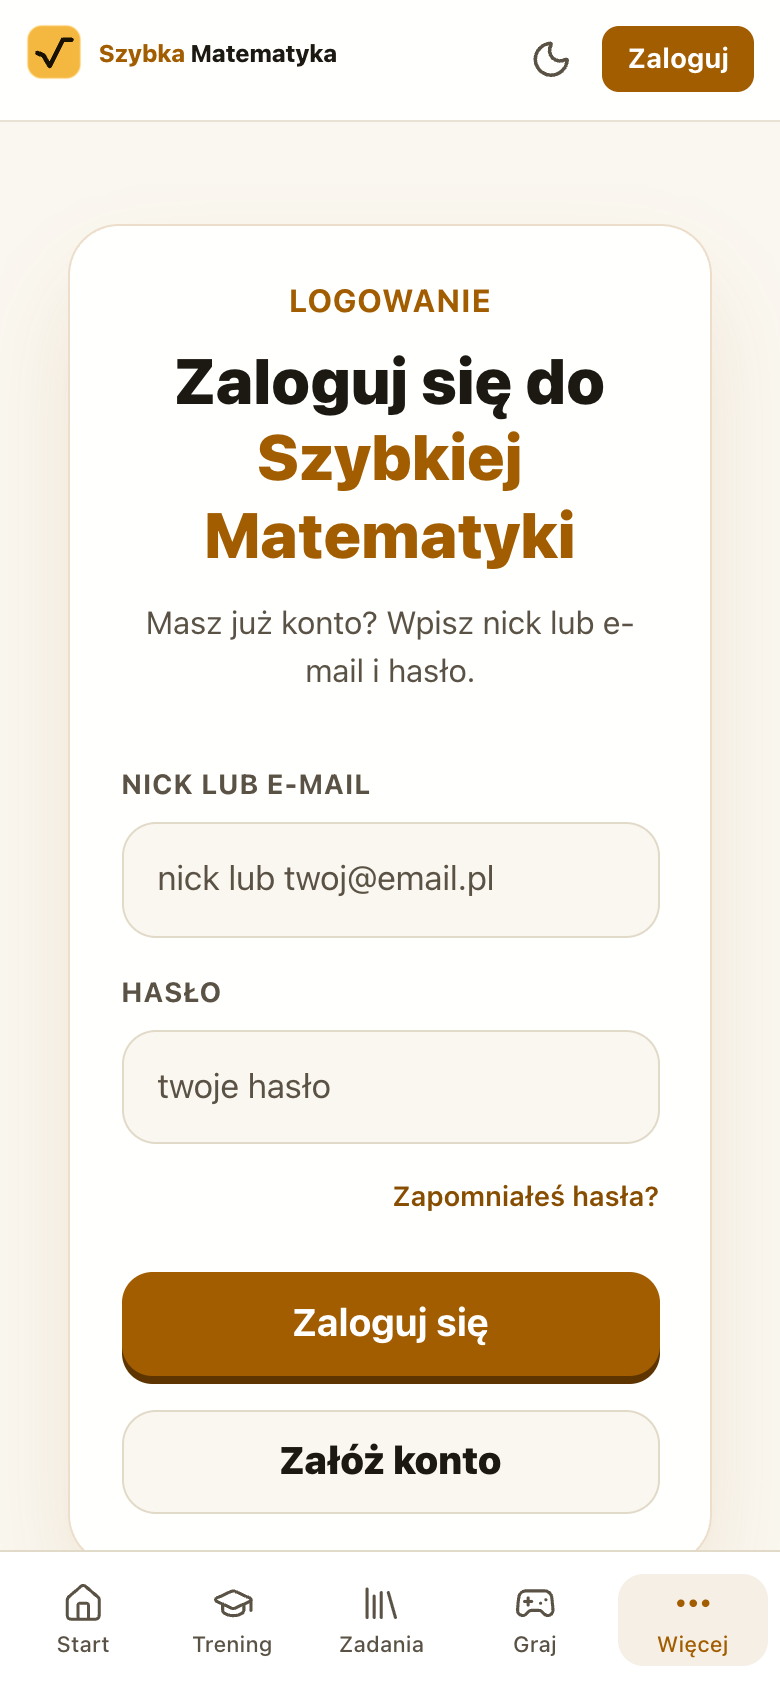 Szybka Matematyka
Zaloguj
LOGOWANIE
Zaloguj się do
Szybkiej
Matematyki
Masz już konto? Wpisz nick lub e-
mail i hasło.
NICK LUB E-MAIL
nick lub twoj@email.pl
HASŁO
twoje hasło
Zapomniałeś hasła?
Zaloguj się
Załóż konto
Start
Trening
Zadania
Graj
Więcej